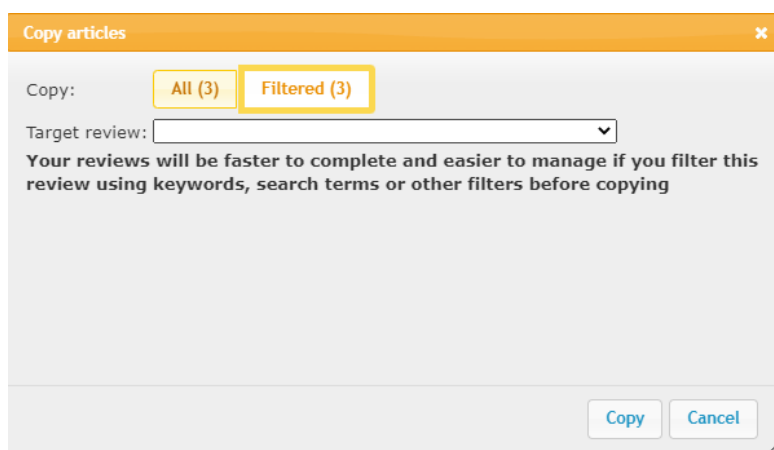 Copy articles
Copy: All (3) Filtered (3)
Target review:
Your reviews will be faster to complete and easier to manage if you filter this
review using keywords, search terms or other filters before copying
Copy Cancel